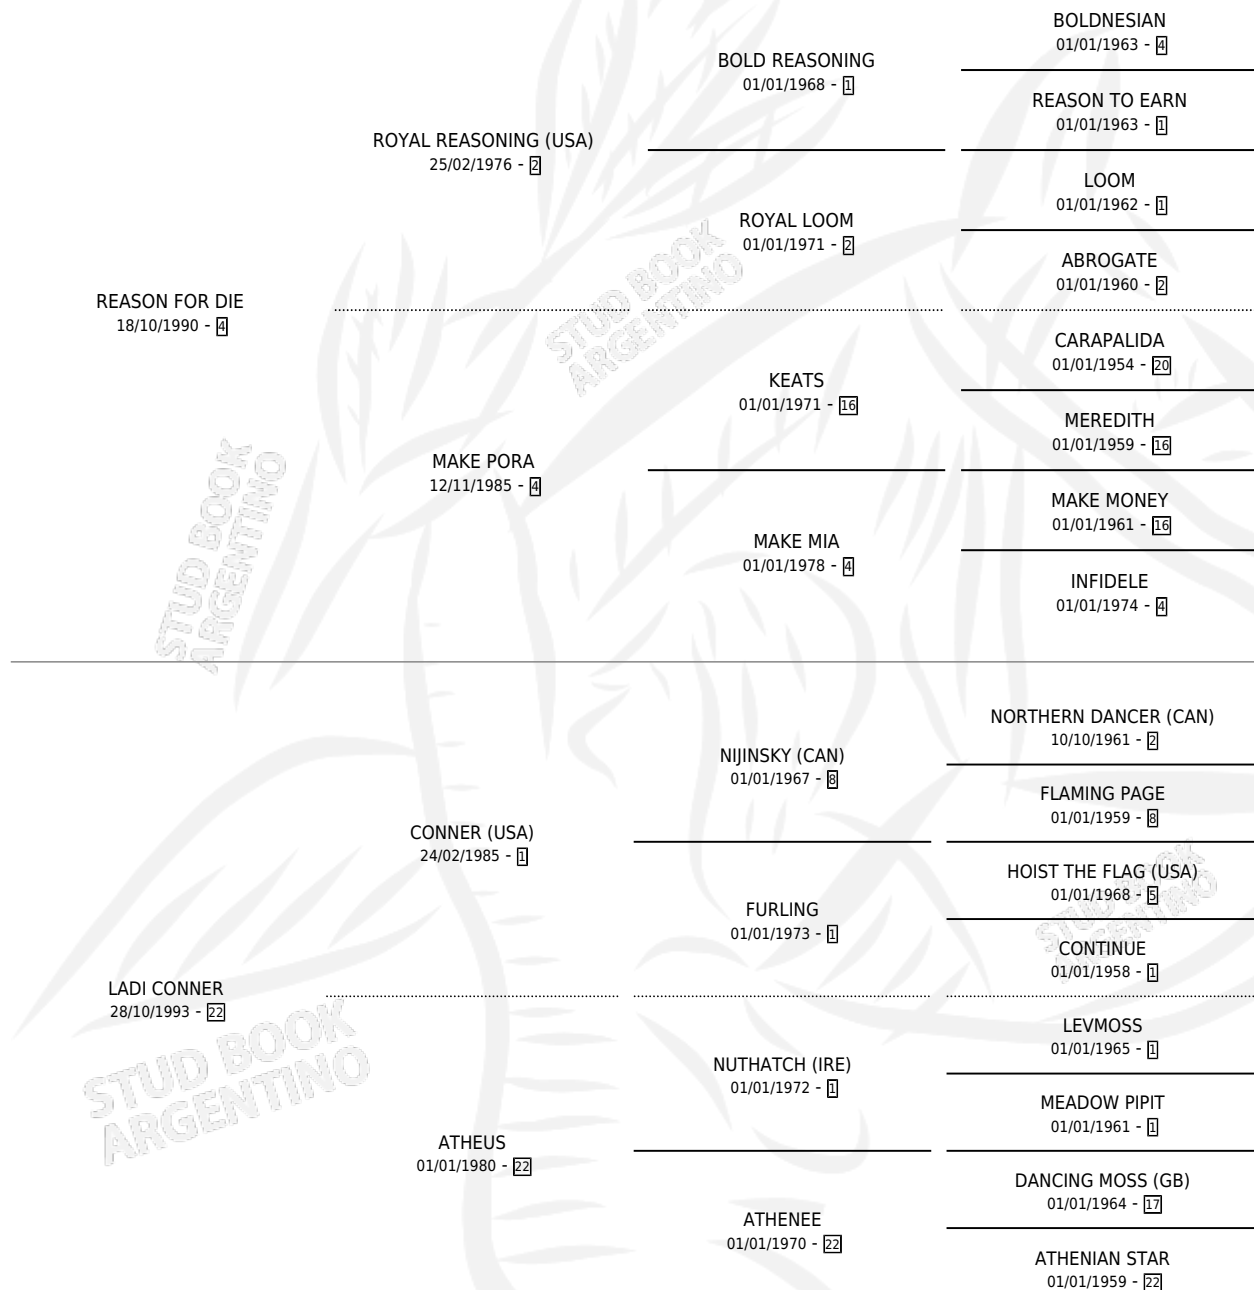 BOLDNESIAN
01/01/1963 - 4
BOLD REASONING
01/01/1968 - 1
REASON TO EARN
01/01/1963 - 1
ROYAL REASONING (USA)
25/02/1976 - 2
LOOM
01/01/1962 - 1
ROYAL LOOM
01/01/1971 - 2
ABROGATE
01/01/1960 - 2
REASON FOR DIE
18/10/1990 - 4
CARAPALIDA
01/01/1954 - 20
KEATS
01/01/1971 - 16
MEREDITH
01/01/1959 - 16
MAKE PORA
12/11/1985 - 4
MAKE MONEY
01/01/1961 - 16
MAKE MIA
01/01/1978 - 4
INFIDELE
01/01/1974 - 4
NORTHERN DANCER (CAN)
10/10/1961 - 2
NIJINSKY (CAN)
01/01/1967 - 8
FLAMING PAGE
01/01/1959 - 8
CONNER (USA)
24/02/1985 - 1
HOIST THE FLAG (USA)
01/01/1968 - 5
FURLING
01/01/1973 - 1
CONTINUE
01/01/1958 - 1
LADI CONNER
28/10/1993 - 22
LEVMOSS
01/01/1965 - 1
NUTHATCH (IRE)
01/01/1972 - 1
MEADOW PIPIT
01/01/1961 - 1
ATHEUS
01/01/1980 - 22
DANCING MOSS (GB)
01/01/1964 - 17
ATHENEE
01/01/1970 - 22
ATHENIAN STAR
01/01/1959 - 22
STUD BOOK
ARGENTINO
STUD BOOK
ARGENTINO
STUD BOOK
ARGENTINO
STUD BOOK
ARGENTINO